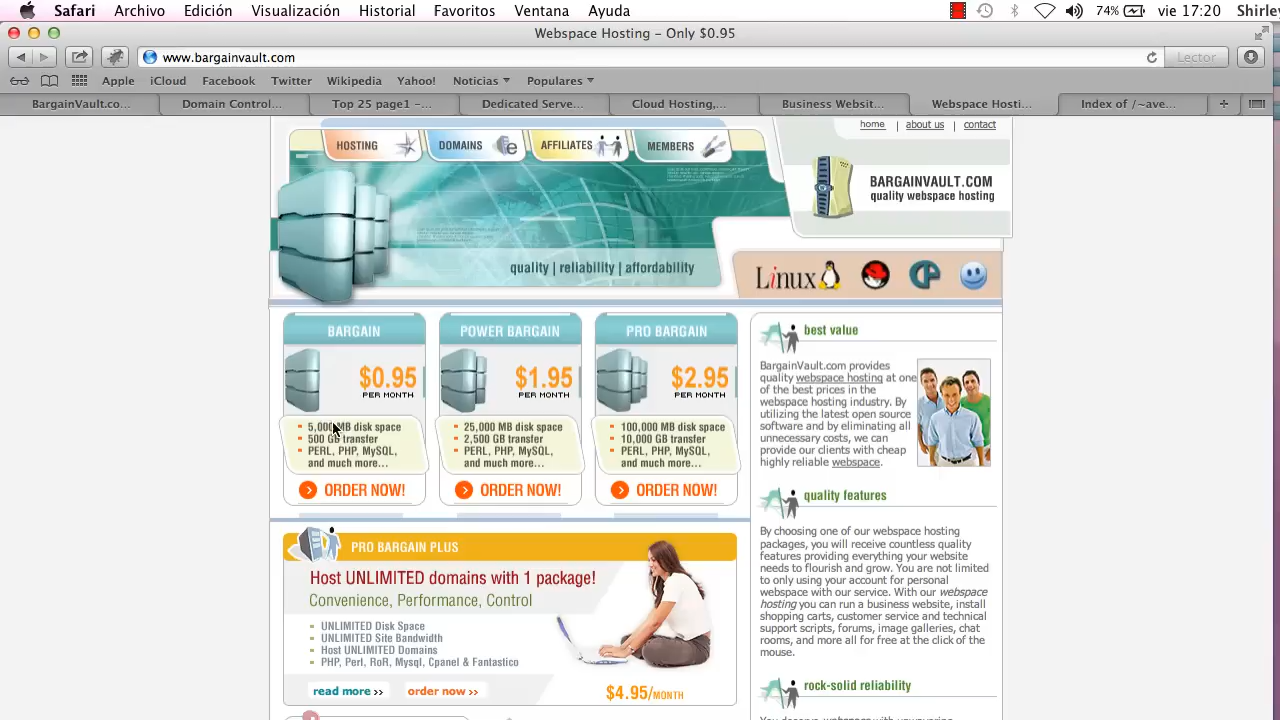 Safari Archivo Edición Visualización Historial Favoritos Ventana Ayuda 74% vie 17:20 Shirley
Webspace Hosting – Only $0.95
www.bargainvault.com Lector
Apple iCloud Facebook Twitter Wikipedia Yahoo! Noticias Populares
BargainVault.co... Domain Control... Top 25 page1 –... Dedicated Serve... Cloud Hosting,... Business Websit... Webspace Hosti... Index of /~ave...
home | about us | contact
HOSTING DOMAINS AFFILIATES MEMBERS
BARGAINVAULT.COM
quality webspace hosting
quality | reliability | affordability
Linux
BARGAIN
$0.95
PER MONTH
5,000 MB disk space
500 GB transfer
PERL, PHP, MySQL,
and much more...
ORDER NOW!
POWER BARGAIN
$1.95
PER MONTH
25,000 MB disk space
2,500 GB transfer
PERL, PHP, MySQL,
and much more...
ORDER NOW!
PRO BARGAIN
$2.95
PER MONTH
100,000 MB disk space
10,000 GB transfer
PERL, PHP, MySQL,
and much more...
ORDER NOW!
PRO BARGAIN PLUS
Host UNLIMITED domains with 1 package!
Convenience, Performance, Control
UNLIMITED Disk Space
UNLIMITED Site Bandwidth
Host UNLIMITED Domains
PHP, Perl, RoR, Mysql, Cpanel & Fantastico
read more >> order now >>
$4.95/MONTH
best value
BargainVault.com provides
quality webspace hosting at one
of the best prices in the
webspace hosting industry. By
utilizing the latest open source
software and by eliminating all
unnecessary costs, we can
provide our clients with cheap
highly reliable webspace.
quality features
By choosing one of our webspace hosting
packages, you will receive countless quality
features providing everything your website
needs to flourish and grow. You are not limited
to only using your account for personal
webspace with our service. With our webspace
hosting you can run a business website, install
shopping carts, customer service and technical
support scripts, forums, image galleries, chat
rooms, and more all for free at the click of the
mouse.
rock-solid reliability